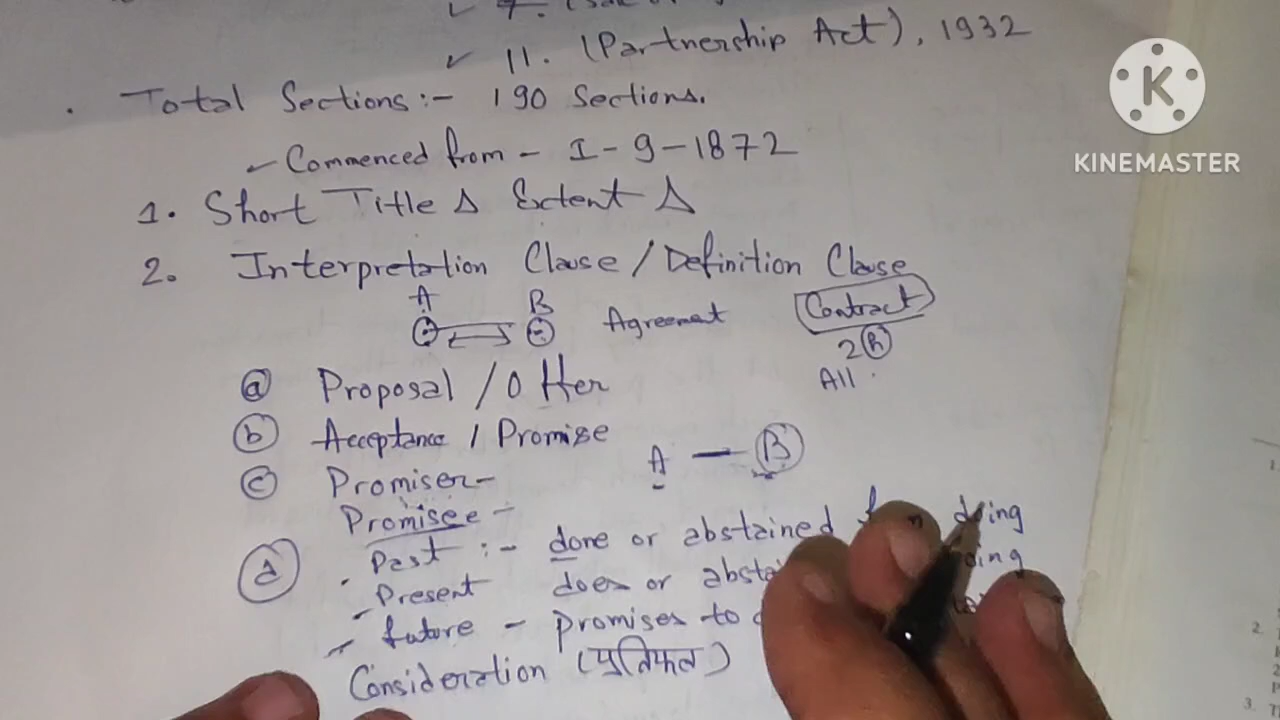 11. (Partnership Act), 1932
Total Sections :- 190 Sections.
Commenced from - 1-9-1872
KINEMASTER
1. Short Title & Extent &
2. Interpretation Clause / Definition Clause
A B Agreement Contract
2(h)
All
(a) Proposal / Offer
(b) Acceptance / Promise
A — B
(c) Promiser-
Promisee -
(d) Past :- done or abstained doing
Present does or
future - Promises to
Consideration (प्रतिफल)